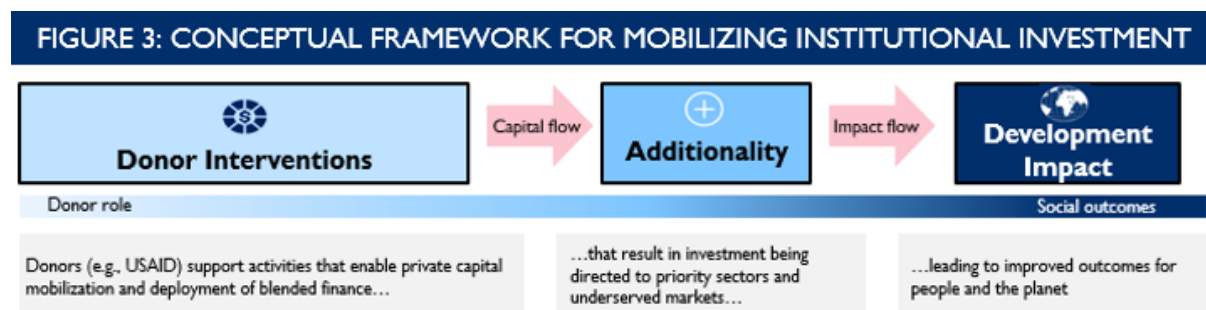 FIGURE 3: CONCEPTUAL FRAMEWORK FOR MOBILIZING INSTITUTIONAL INVESTMENT
Donor Interventions
Capital flow
Additionality
Impact flow
Development
Impact
Donor role
Social outcomes
Donors (e.g., USAID) support activities that enable private capital
mobilization and deployment of blended finance…
…that result in investment being
directed to priority sectors and
underserved markets…
…leading to improved outcomes for
people and the planet